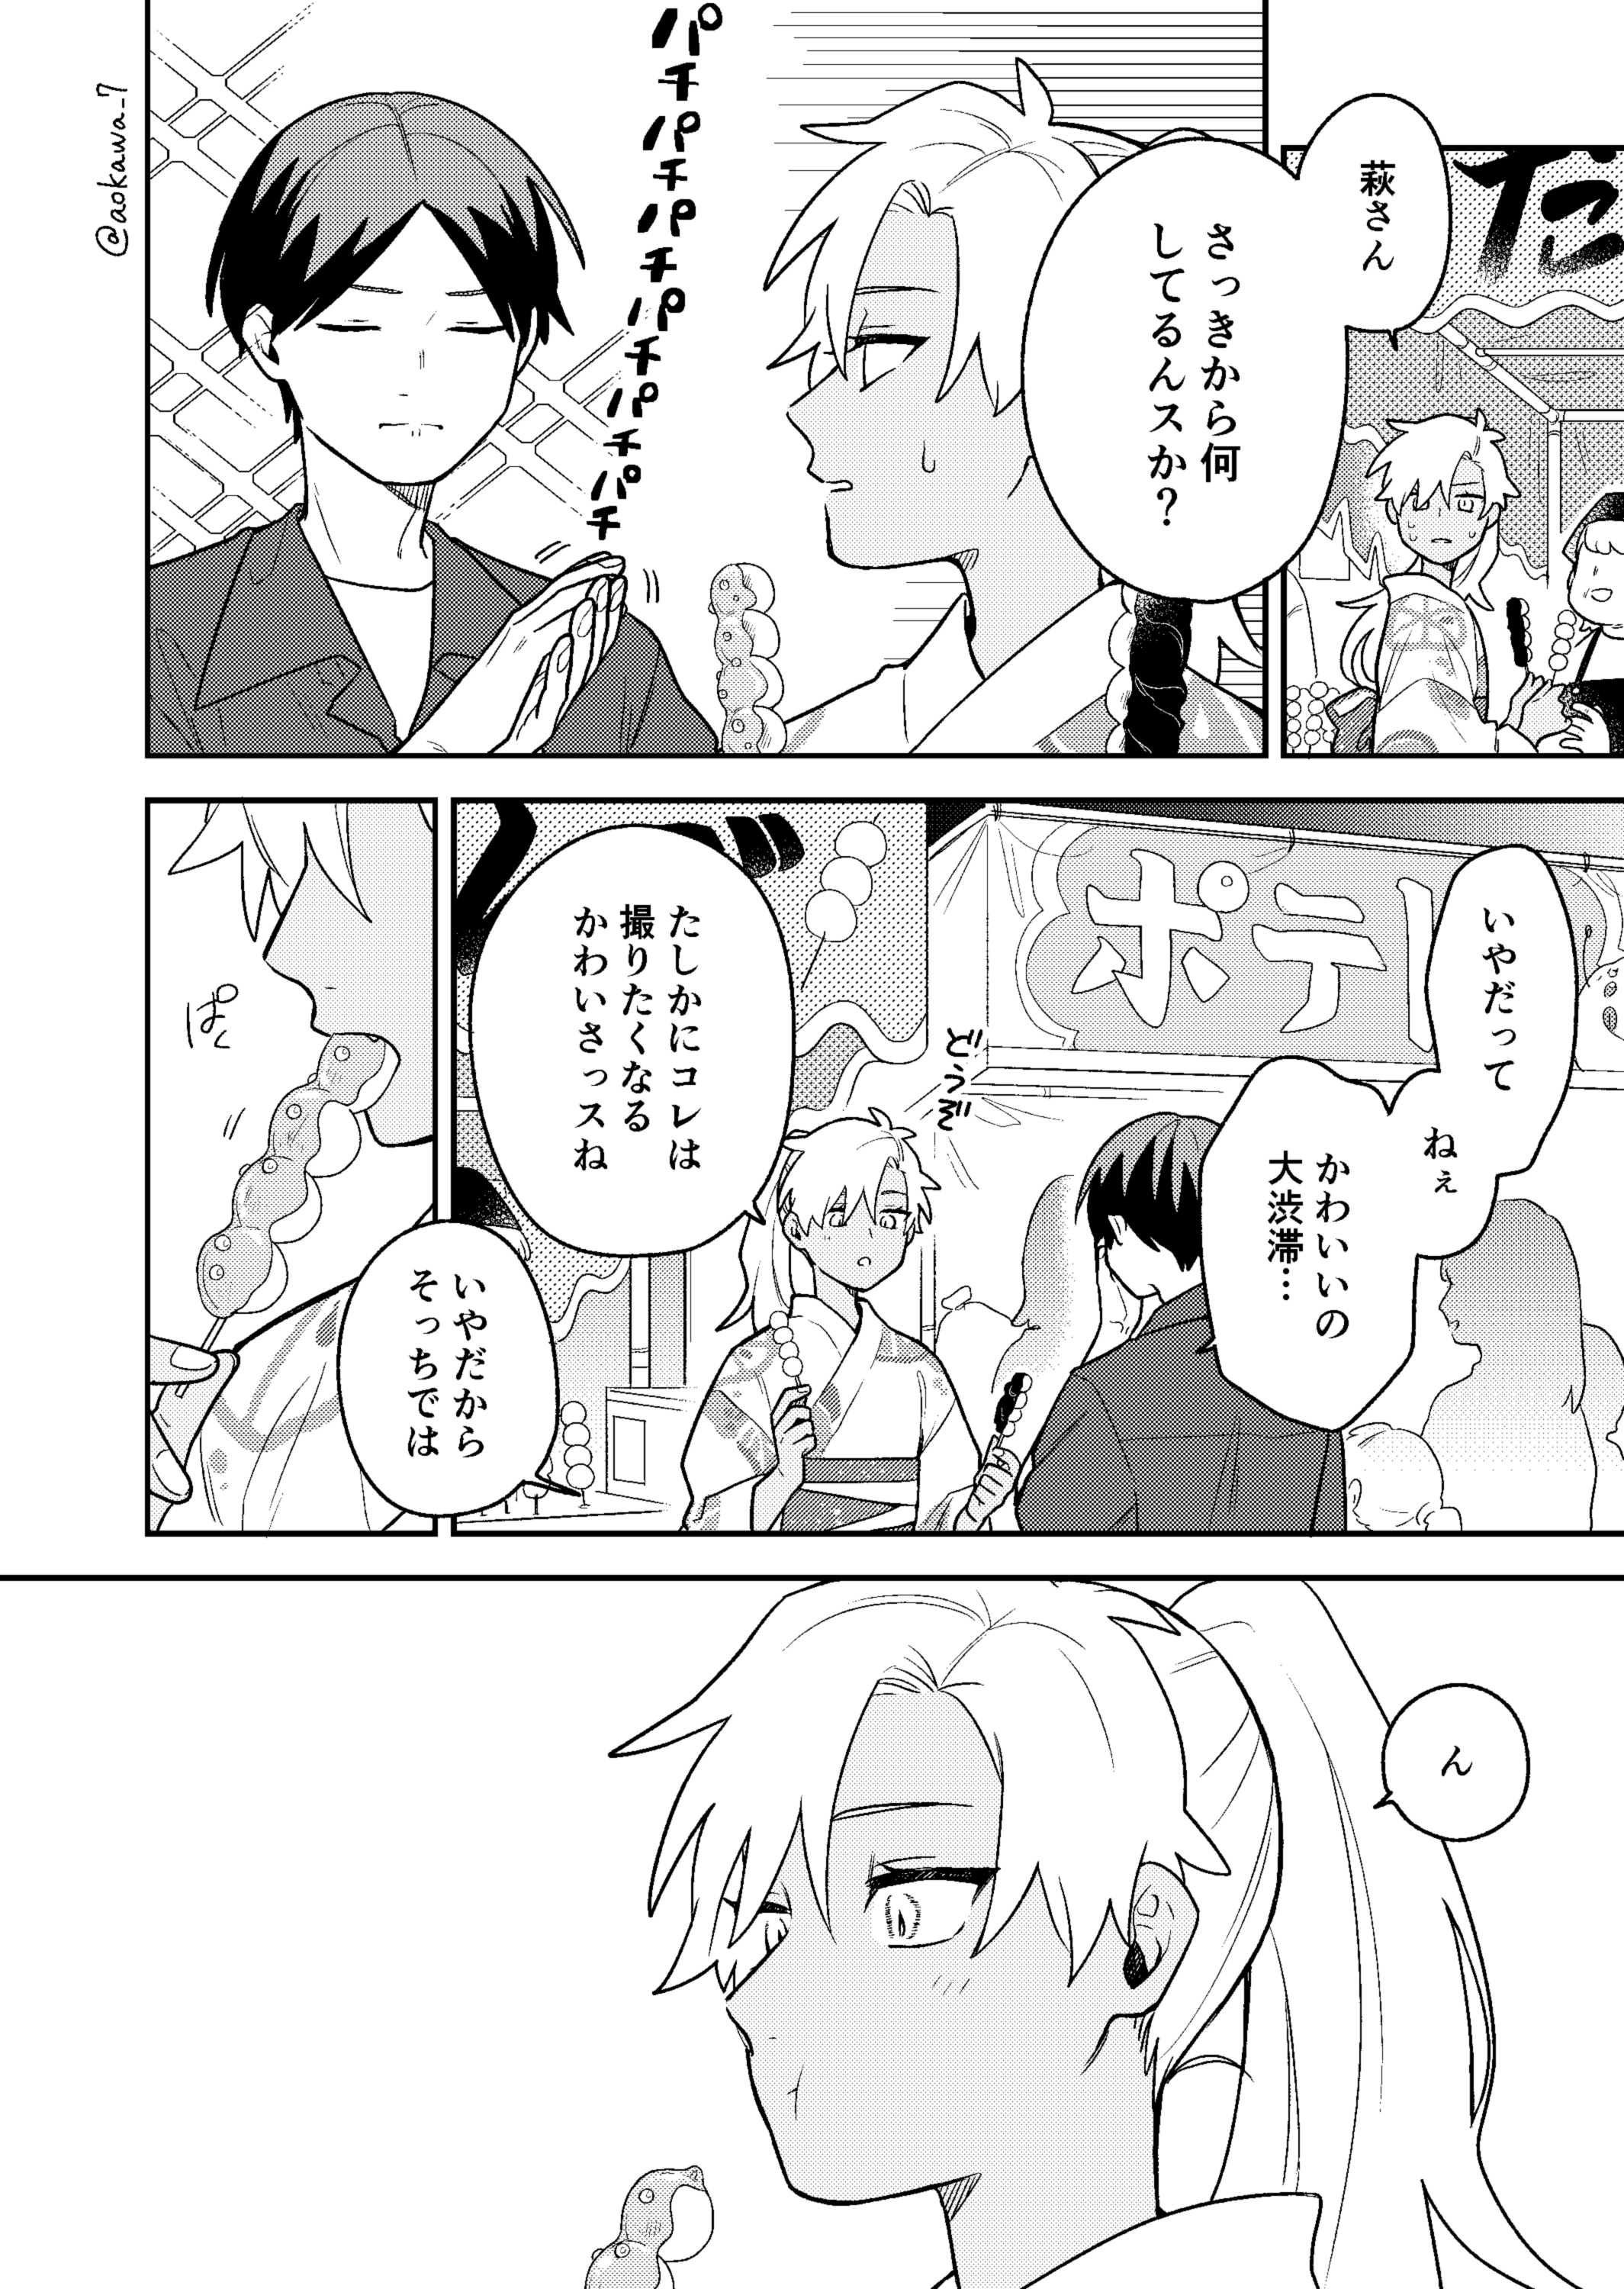 だ
萩さん
さっきから何
してるんスか？
パチパチパチパチパチパチパチ
@aokawa_7
ポテ
いやだって
ねぇ
かわいいの
大渋滞…
どうぞ
たしかにコレは
撮りたくなる
かわいさっスね
いやだから
そっちでは
ぱく
ん